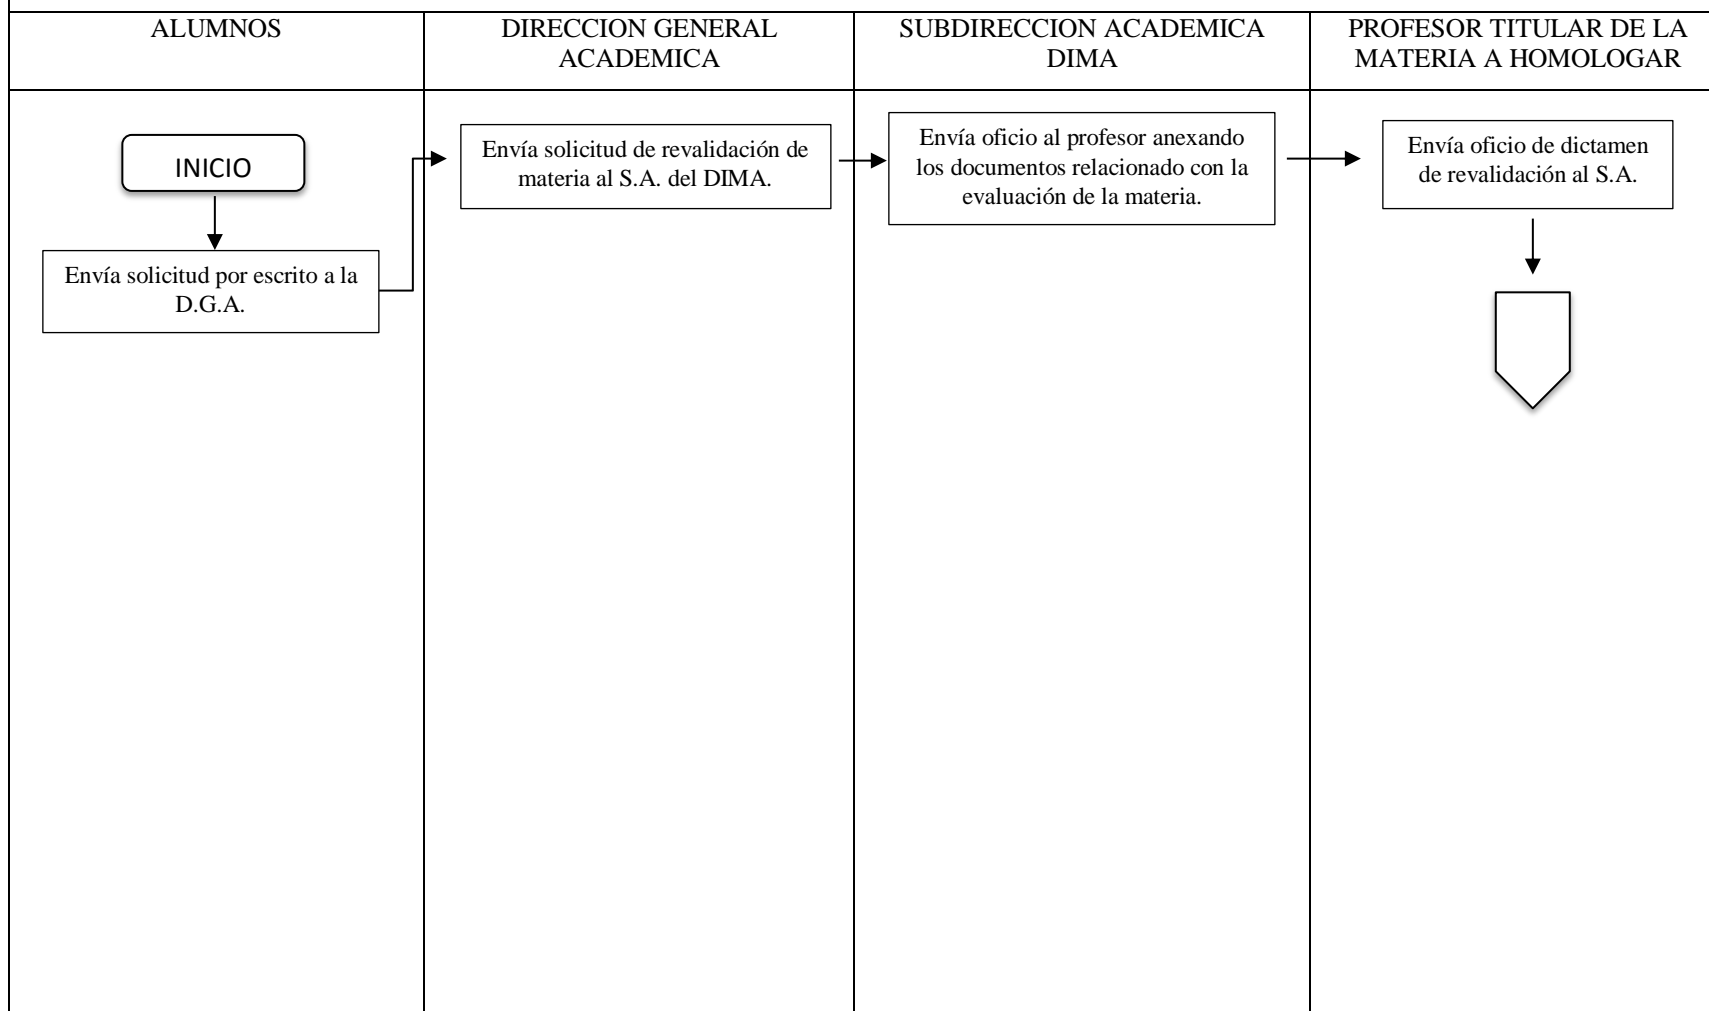 ALUMNOS
DIRECCION GENERAL
ACADEMICA
SUBDIRECCION ACADEMICA
DIMA
PROFESOR TITULAR DE LA
MATERIA A HOMOLOGAR
INICIO
Envía solicitud por escrito a la
D.G.A.
Envía solicitud de revalidación de
materia al S.A. del DIMA.
Envía oficio al profesor anexando
los documentos relacionado con la
evaluación de la materia.
Envía oficio de dictamen
de revalidación al S.A.